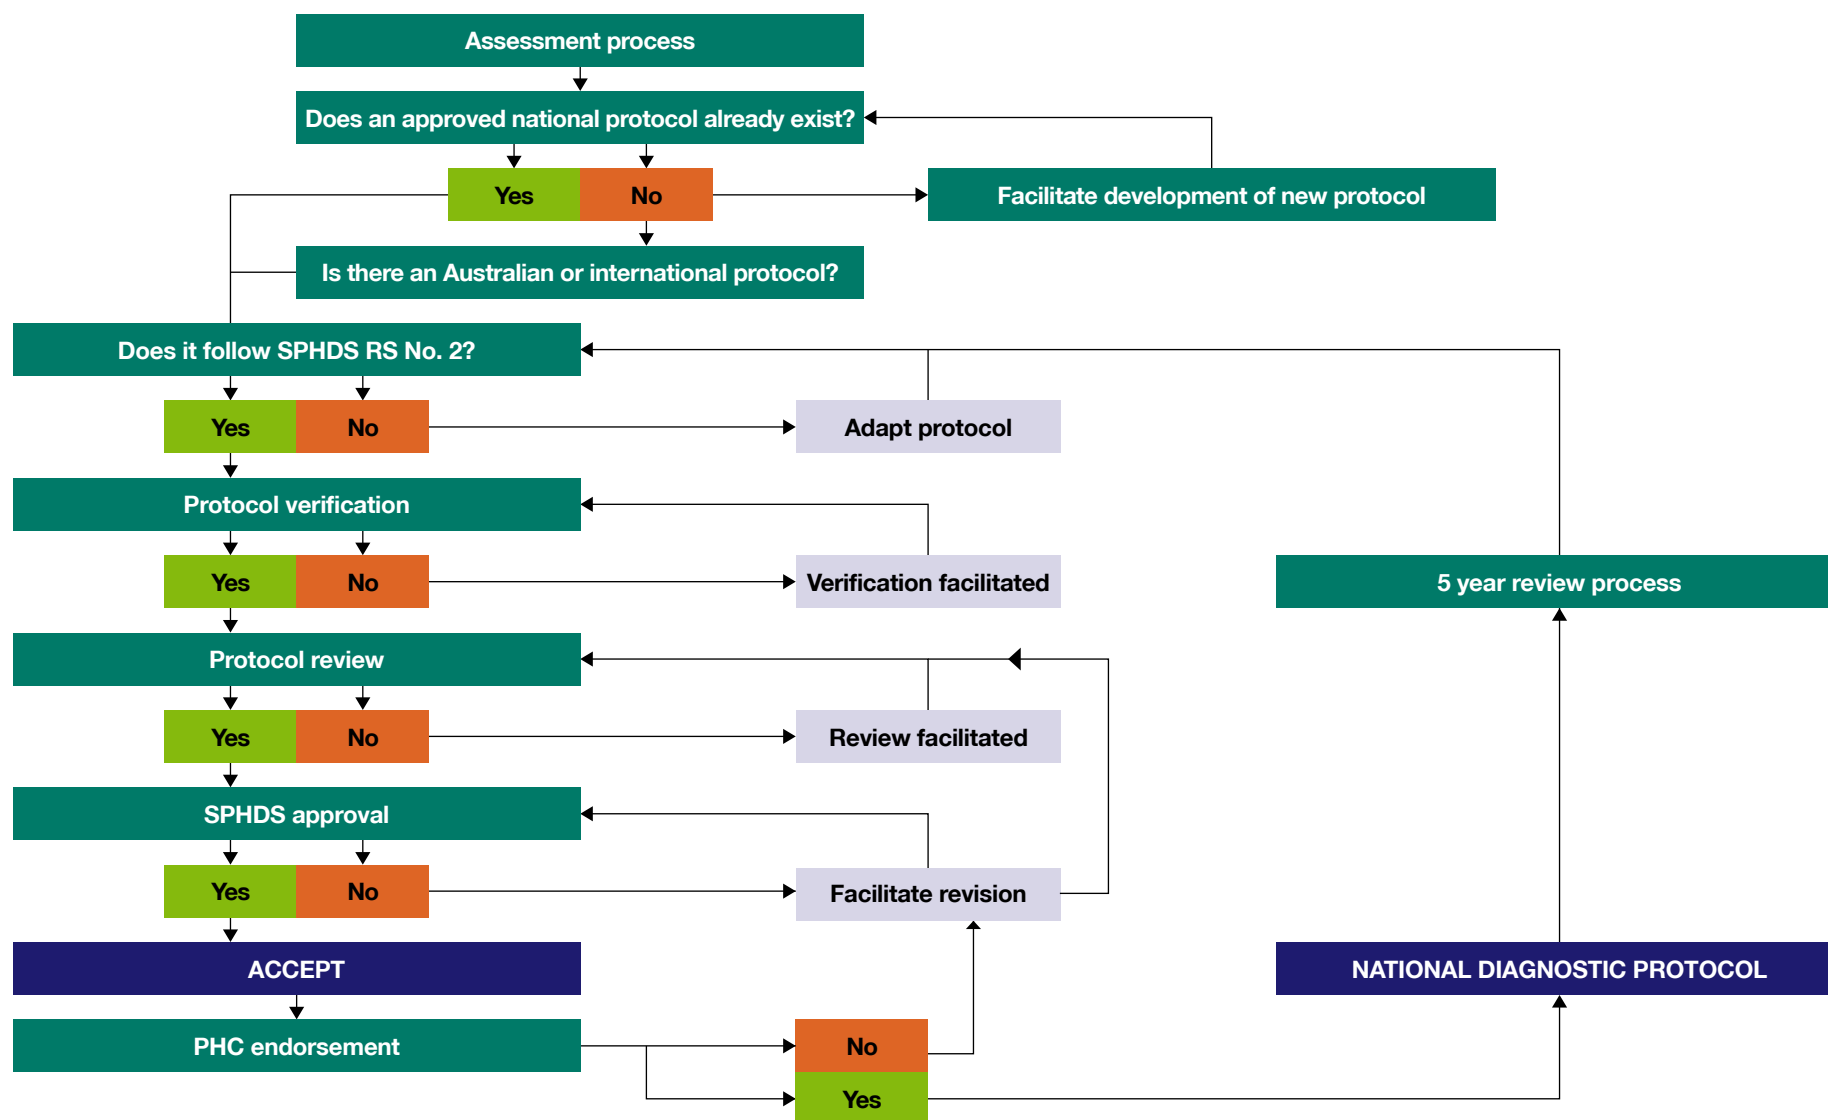 Assessment process
Does an approved national protocol already exist?
Yes
No
Facilitate development of new protocol
Is there an Australian or international protocol?
Does it follow SPHDS RS No. 2?
Yes
No
Adapt protocol
Protocol verification
Yes
No
Verification facilitated
5 year review process
Protocol review
Yes
No
Review facilitated
SPHDS approval
Yes
No
Facilitate revision
ACCEPT
NATIONAL DIAGNOSTIC PROTOCOL
PHC endorsement
No
Yes